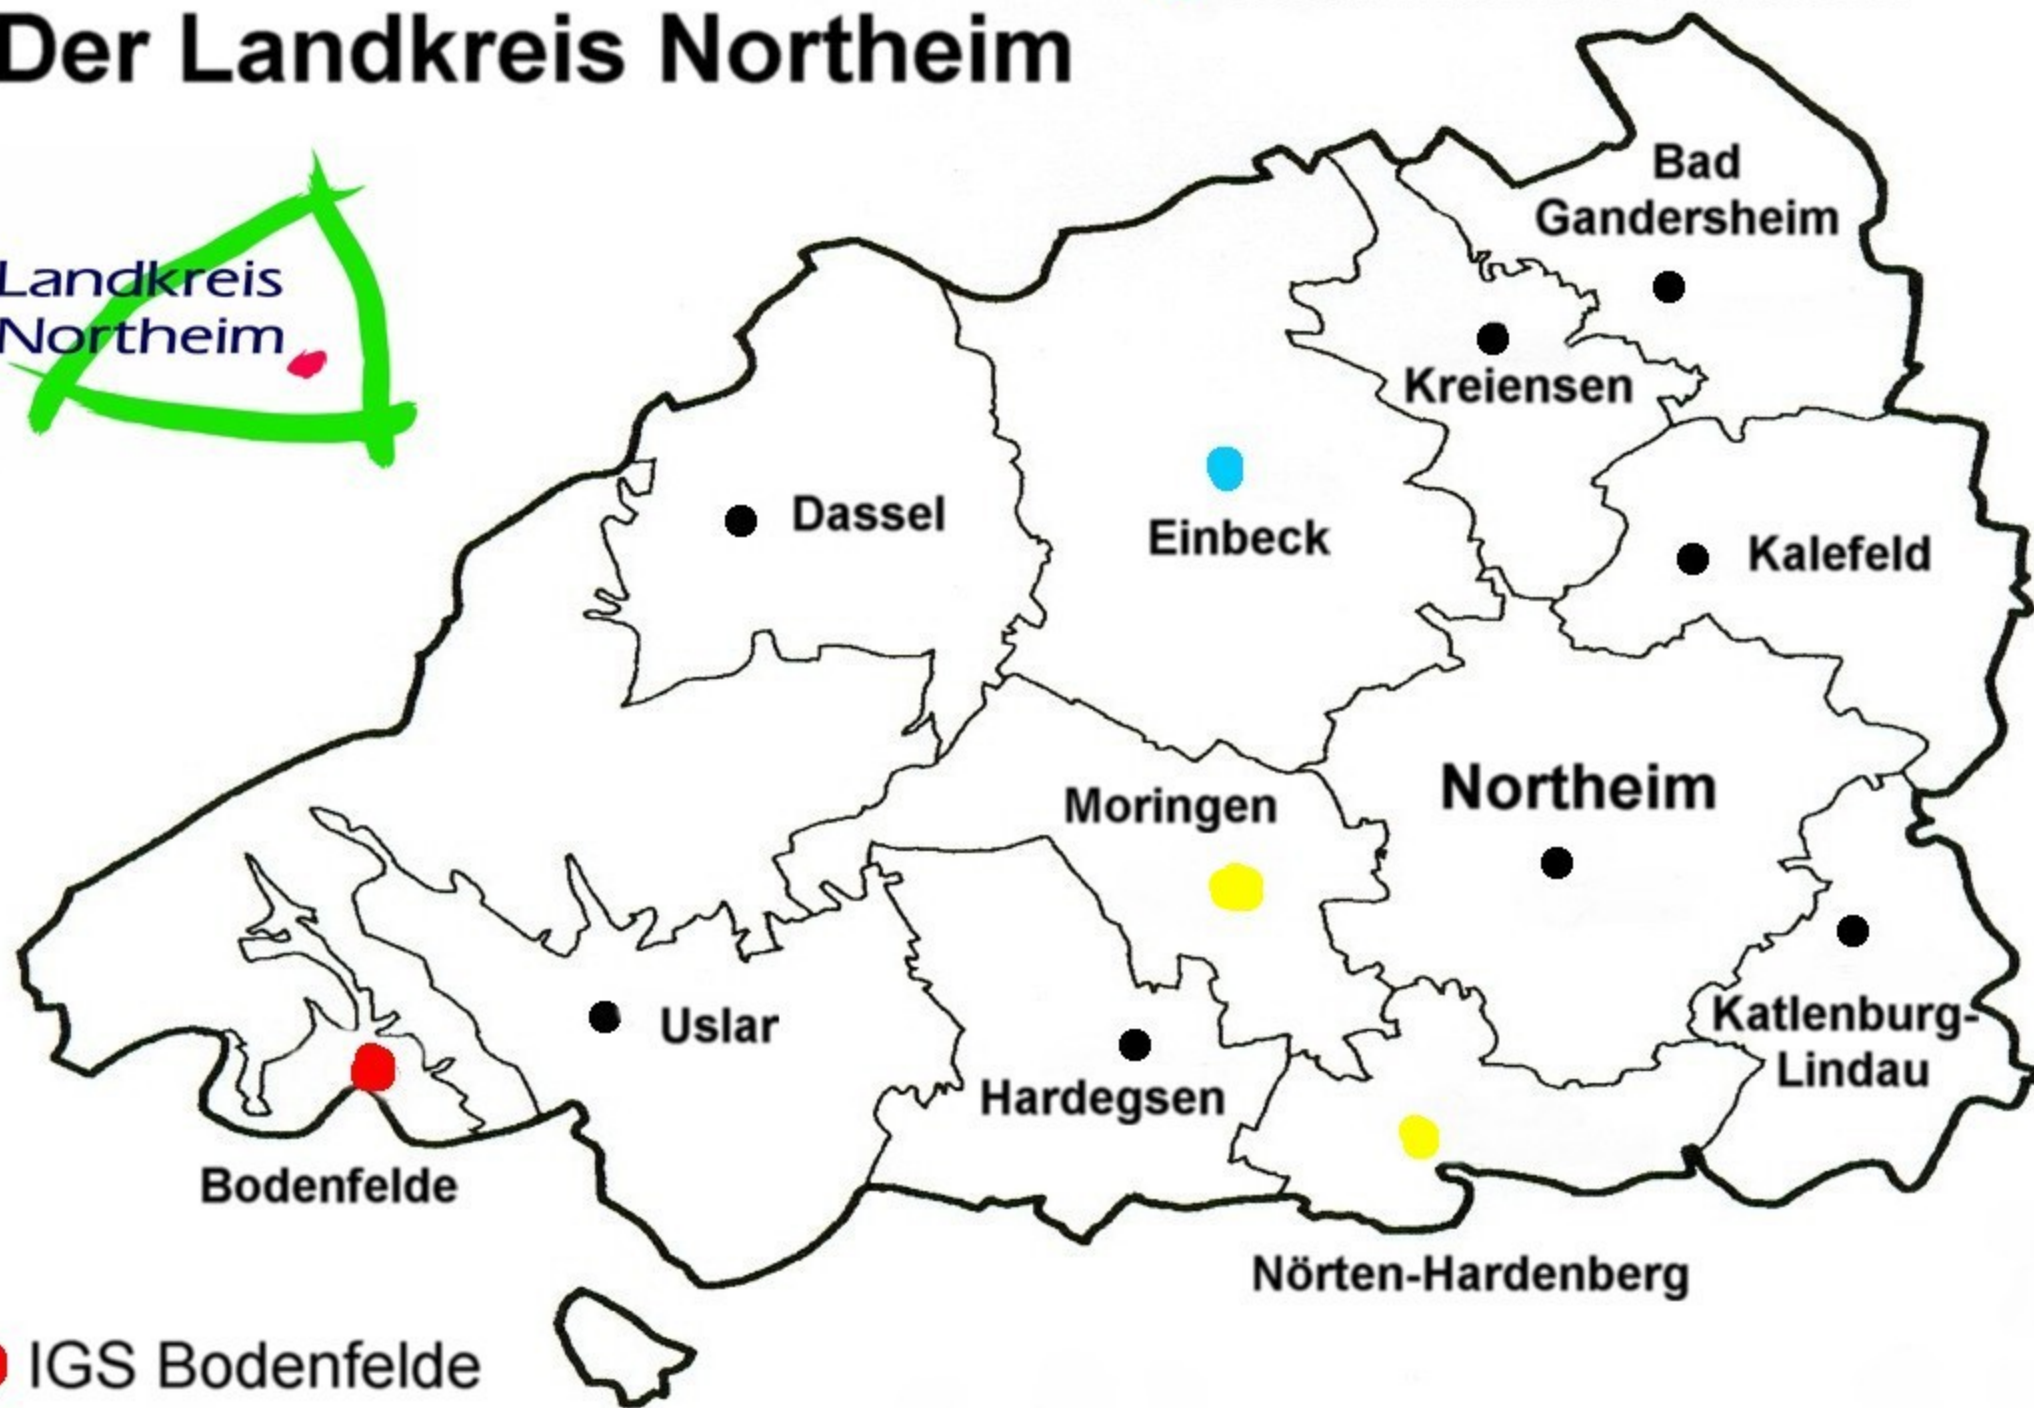 Der Landkreis Northeim
Landkreis
Northeim
Bad
Gandersheim
Kreiensen
Dassel
Einbeck
Kalefeld
Moringen
Northeim
Uslar
Hardegsen
Katlenburg-
Lindau
Bodenfelde
Nörten-Hardenberg
IGS Bodenfelde